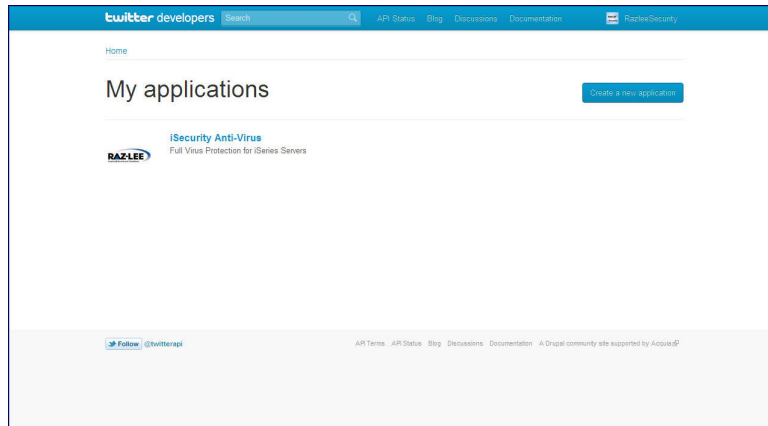 twitter developers Search API Status Blog Discussions Documentation RazleeSecurity
Home
My applications
Create a new application
iSecurity Anti-Virus
Full Virus Protection for iSeries Servers
RAZ-LEE
Follow @twitterapi
API Terms API Status Blog Discussions Documentation A Drupal community site supported by Acquia